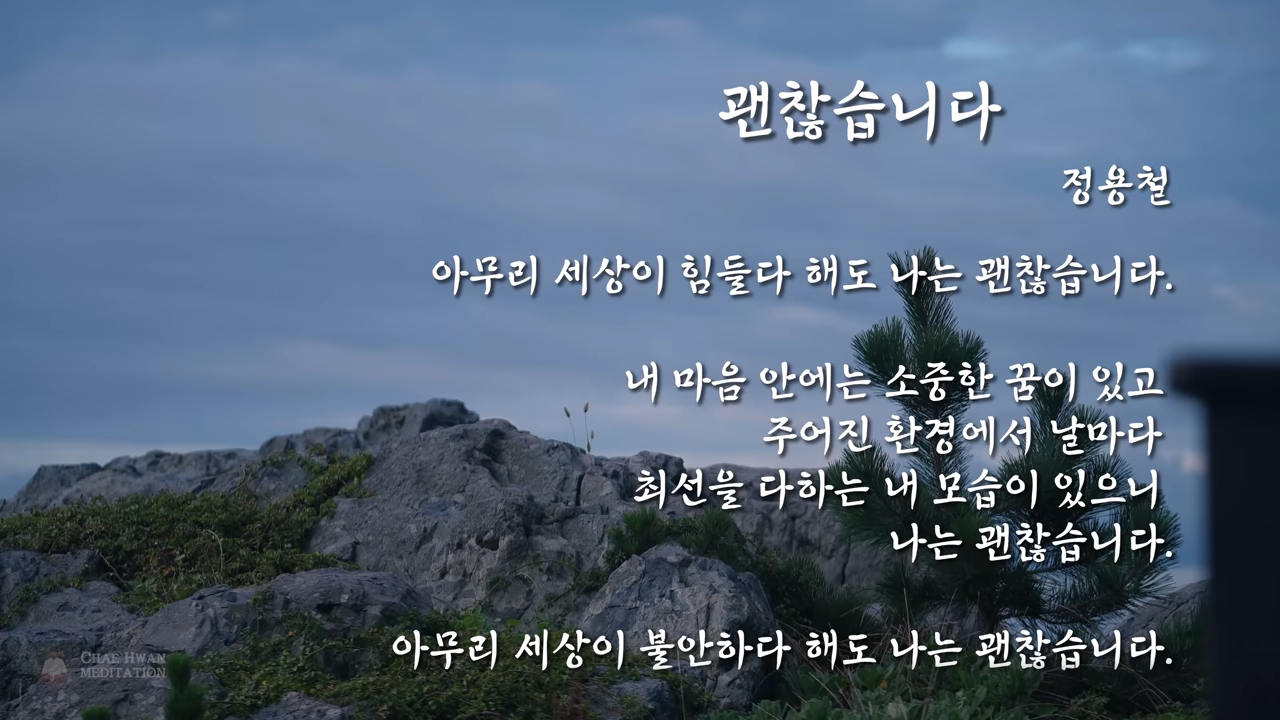 괜찮습니다
정용철
아무리 세상이 힘들다 해도 나는 괜찮습니다.
내 마음 안에는 소중한 꿈이 있고
주어진 환경에서 날마다
최선을 다하는 내 모습이 있으니
나는 괜찮습니다.
아무리 세상이 불안하다 해도 나는 괜찮습니다.
CHAE HWAN
MEDITATION